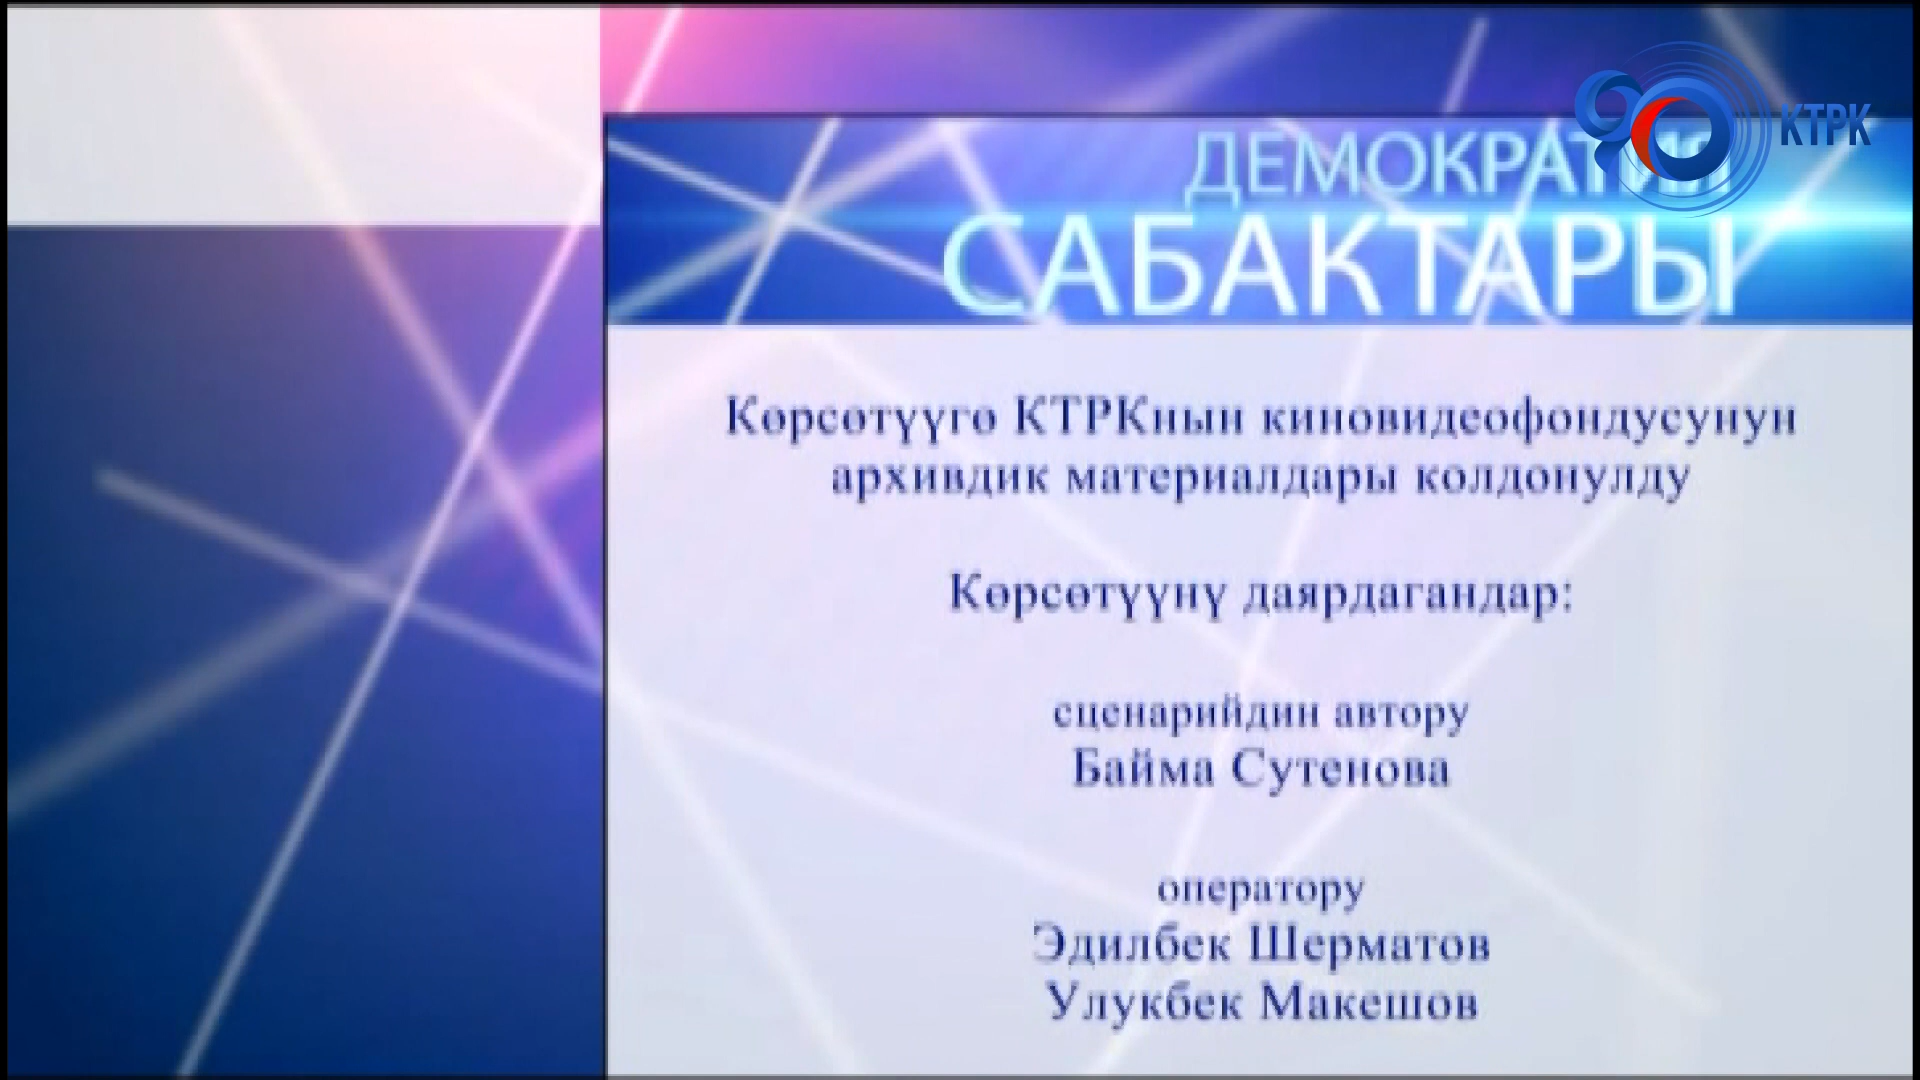 90 КТРК
ДЕМОКРАТИЯ
САБАКТАРЫ
Көрсөтүүгө КТРКнын киновидеофондусунун
архивдик материалдары колдонулду
Көрсөтүүнү даярдагандар:
сценарийдин автору
Байма Сутенова
оператору
Эдилбек Шерматов
Улукбек Макешов